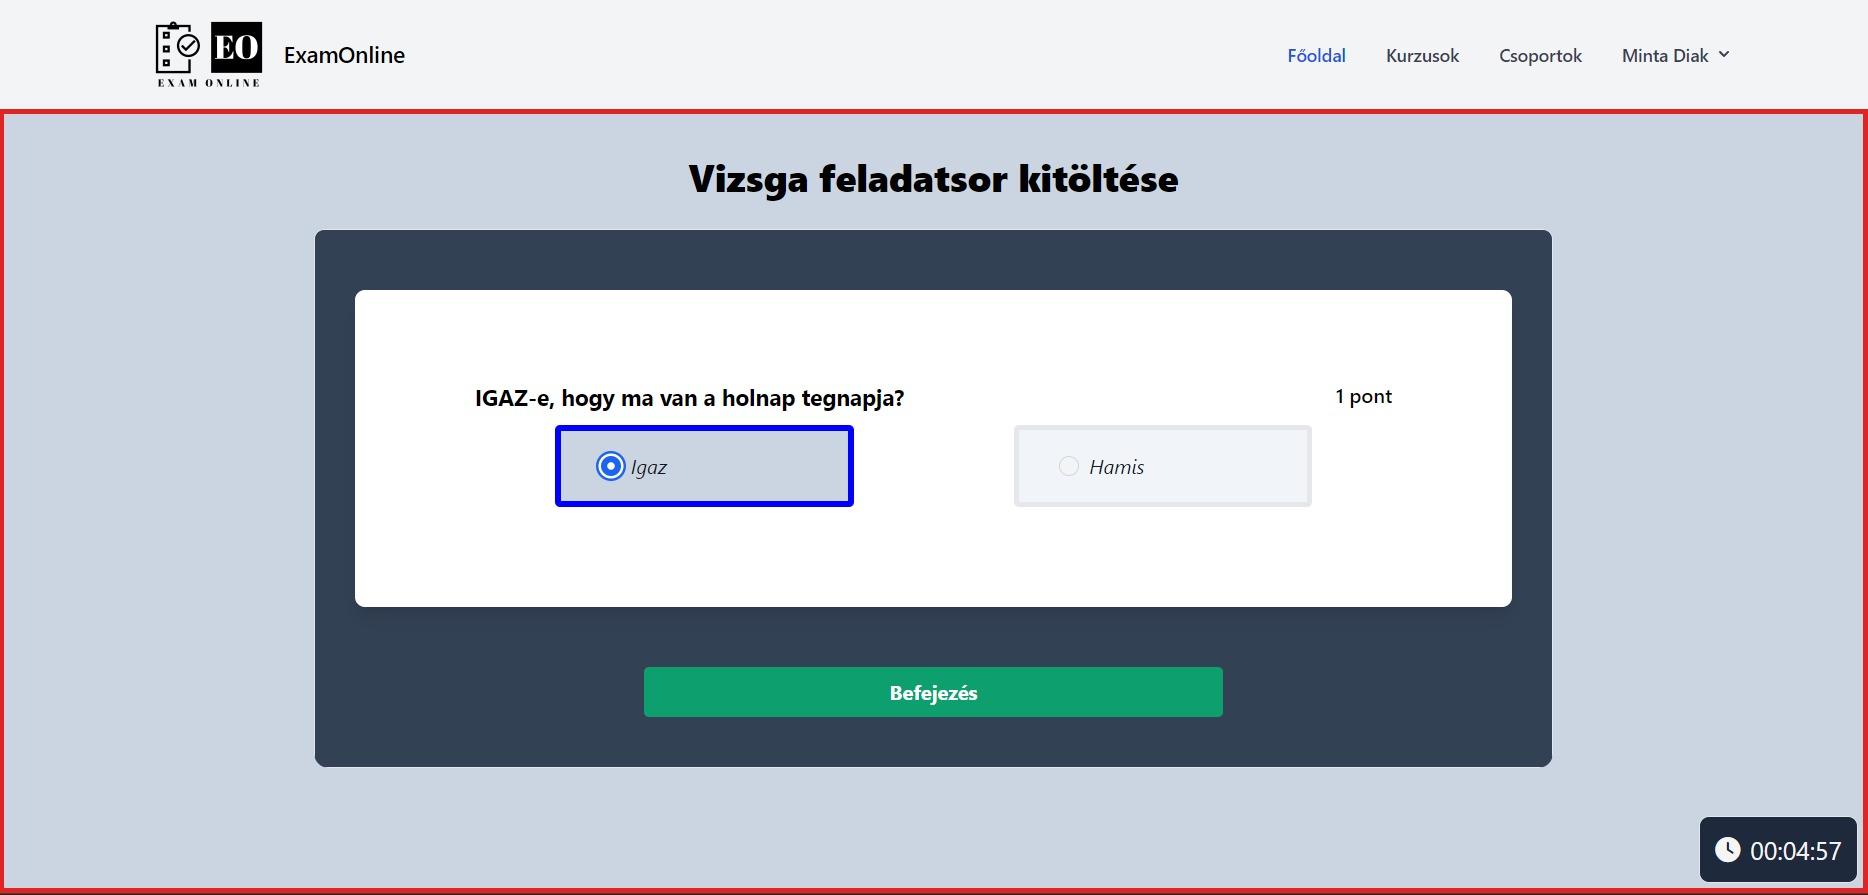 EO
EXAM ONLINE
ExamOnline
Főoldal
Kurzusok
Csoportok
Minta Diak
Vizsga feladatsor kitöltése
IGAZ-e, hogy ma van a holnap tegnapja?
1 pont
Igaz
Hamis
Befejezés
00:04:57